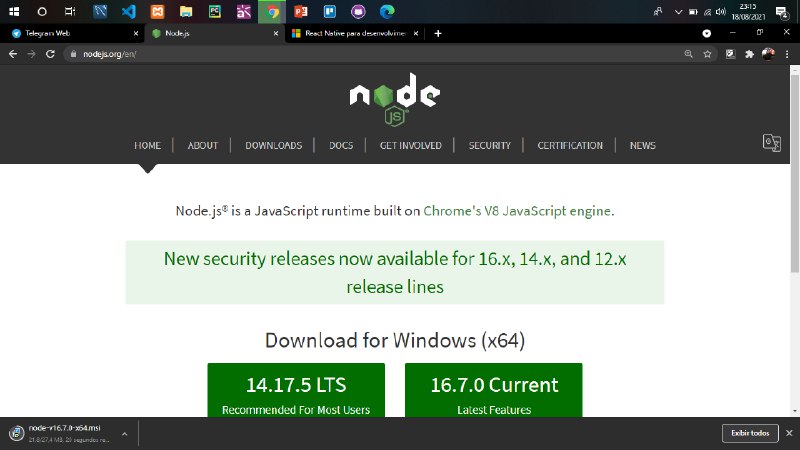 23:15
18/08/2021
Telegram Web
Node.js
React Native para desenvolvimen
nodejs.org/en/
node
JS
HOME
ABOUT
DOWNLOADS
DOCS
GET INVOLVED
SECURITY
CERTIFICATION
NEWS
Node.js® is a JavaScript runtime built on Chrome's V8 JavaScript engine.
New security releases now available for 16.x, 14.x, and 12.x
release lines
Download for Windows (x64)
14.17.5 LTS
Recommended For Most Users
16.7.0 Current
Latest Features
node-v16.7.0-x64.msi
21,8/27,4 MB, 20 segundos re...
Exibir todos